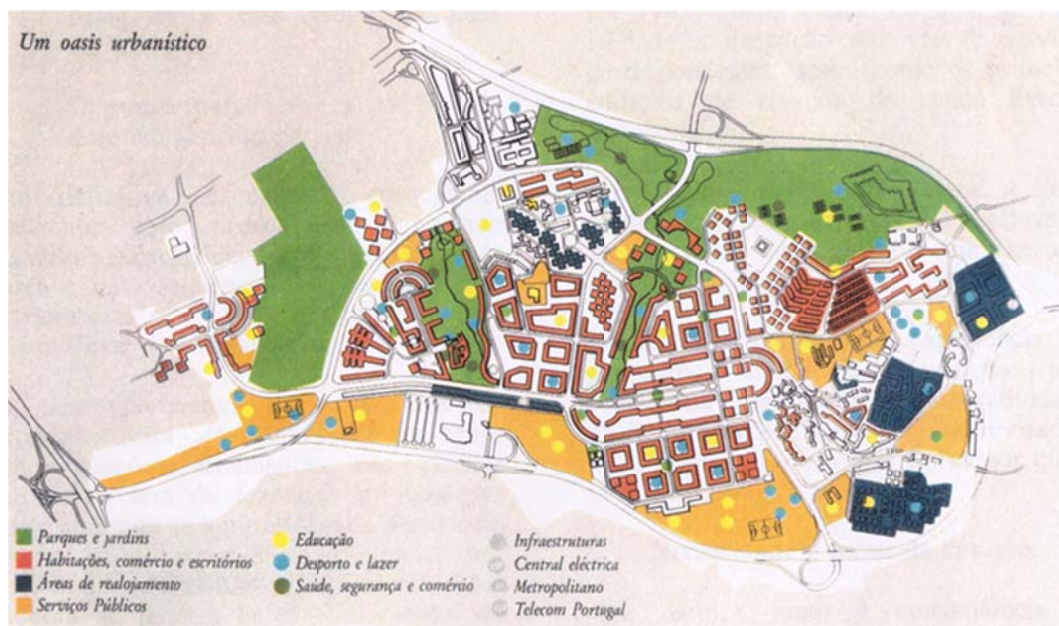 Um oasis urbanístico
Parques e jardins
Habitações, comércio e escritórios
Áreas de realojamento
Serviços Públicos
Educação
Desporto e lazer
Saúde, segurança e comério
Infraestruturas
Central eléctrica
Metropolitano
Telecom Portugal